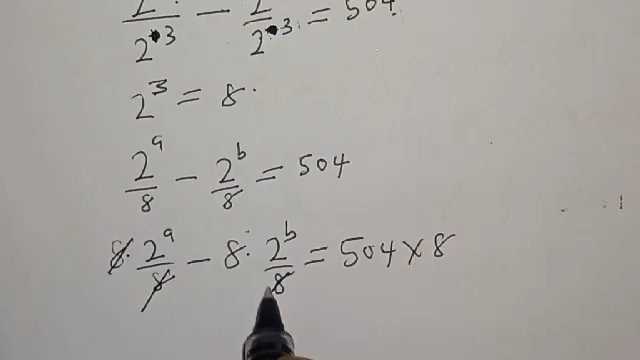 2/2^3 - 2/2^3 = 504
2^3 = 8.
2^a/8 - 2^b/8 = 504
8. 2^a/8 - 8. 2^b/8 = 504 × 8